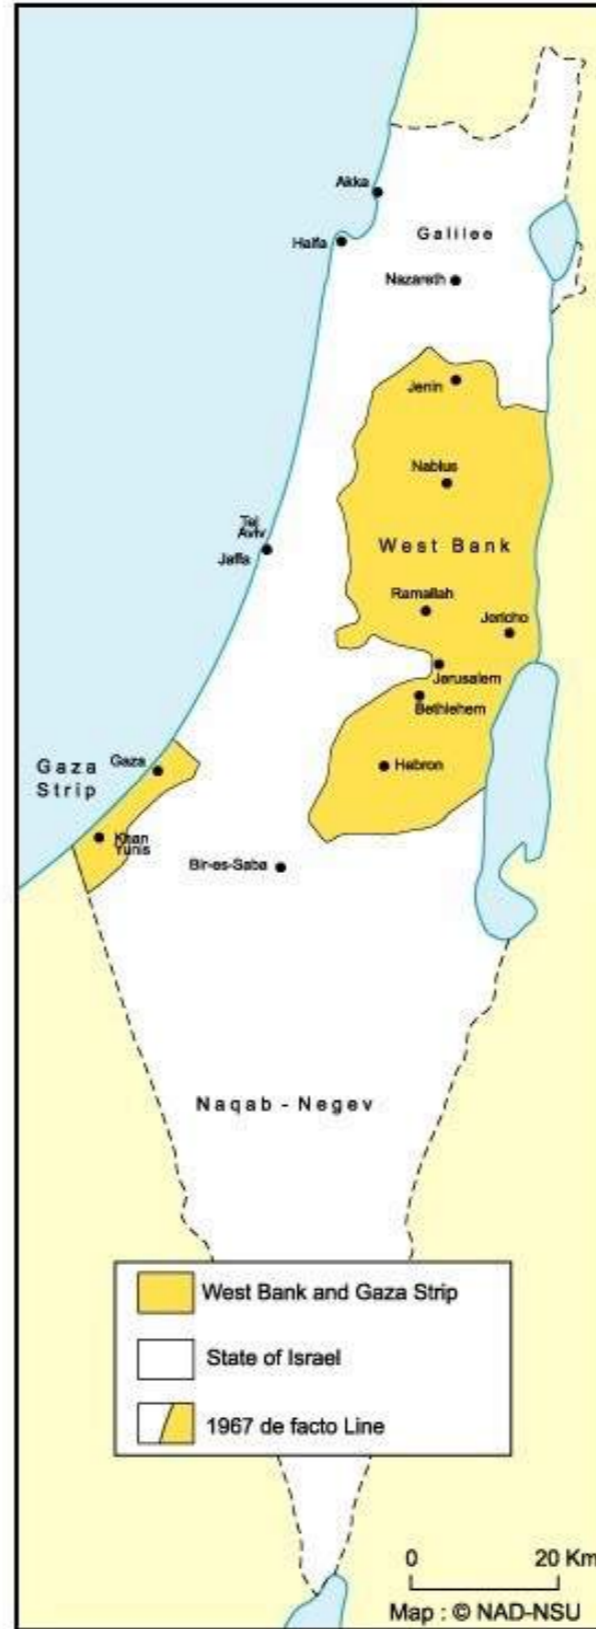 Akka
Galilee
Haifa
Nazareth
Jenin
Nablus
Tel
Aviv
West Bank
Jaffa
Ramallah
Jericho
Jerusalem
Bethlehem
Gaza
Gaza
Strip
Hebron
Khan
Yunis
Bir-es-Saba
Naqab - Negev
West Bank and Gaza Strip
State of Israel
1967 de facto Line
0 20 Km
Map : © NAD-NSU